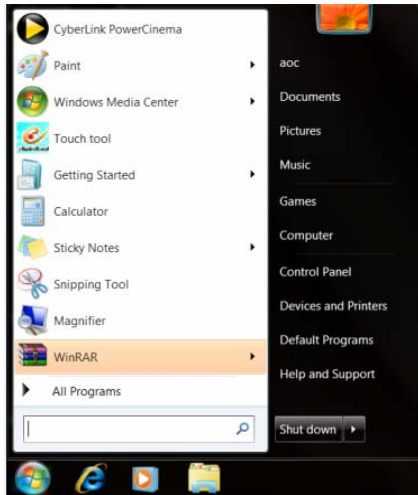 CyberLink PowerCinema
Paint
Windows Media Center
Touch tool
Getting Started
Calculator
Sticky Notes
Snipping Tool
Magnifier
WinRAR
All Programs
aoc
Documents
Pictures
Music
Games
Computer
Control Panel
Devices and Printers
Default Programs
Help and Support
Shut down